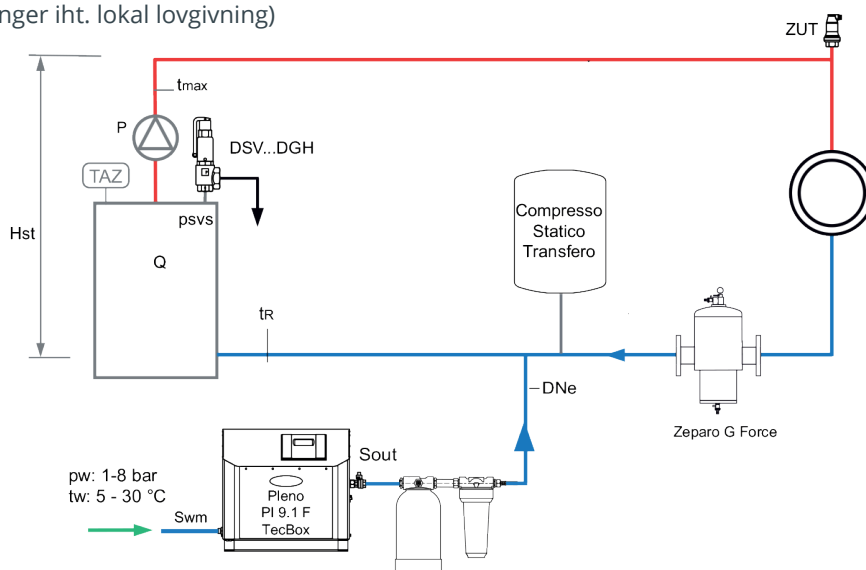 nger iht. lokal lovgivning)
ZUT
tmax
P
DSV...DGH
TAZ
psvs
Hst
Q
Compresso
Statico
Transfero
tR
DNe
Zeparo G Force
Sout
pw: 1-8 bar
tw: 5 - 30 °C
Swm
Pleno
PI 9.1 F
TecBox